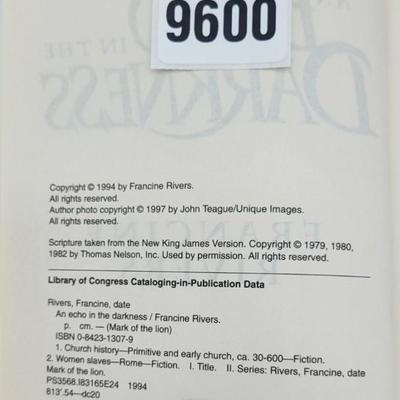 9600
AN
E
IN THE
DARKNESS
Copyright © 1994 by Francine Rivers.
All rights reserved.
Author photo copyright © 1997 by John Teague/Unique Images.
All rights reserved.
FRANCIN
RIVERS
Scripture taken from the New King James Version. Copyright © 1979, 1980,
1982 by Thomas Nelson, Inc. Used by permission. All rights reserved.
Library of Congress Cataloging-in-Publication Data
Rivers, Francine, date
An echo in the darkness / Francine Rivers.
p. cm. — (Mark of the lion)
ISBN 0-8423-1307-9
1. Church history—Primitive and early church, ca. 30-600—Fiction.
2. Women slaves—Rome—Fiction. I. Title. II. Series: Rivers, Francine, date
Mark of the lion.
PS3568.I83165E24 1994
813'.54—dc20